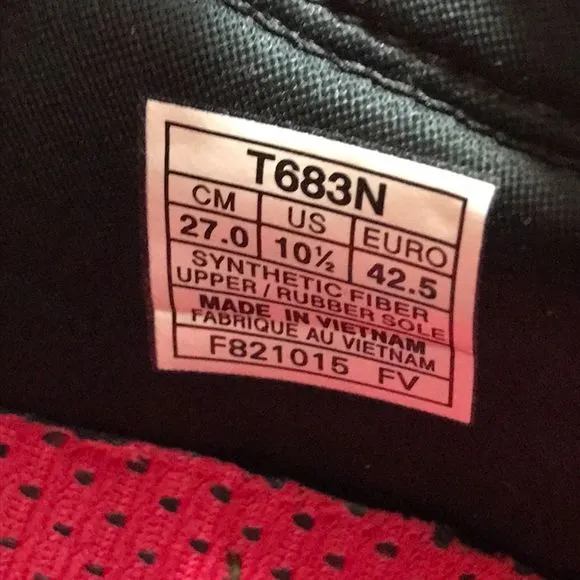 T683N
CM US EURO
27.0 10½ 42.5
SYNTHETIC FIBER
UPPER / RUBBER SOLE
MADE IN VIETNAM
FABRIQUE AU VIETNAM
F821015 FV